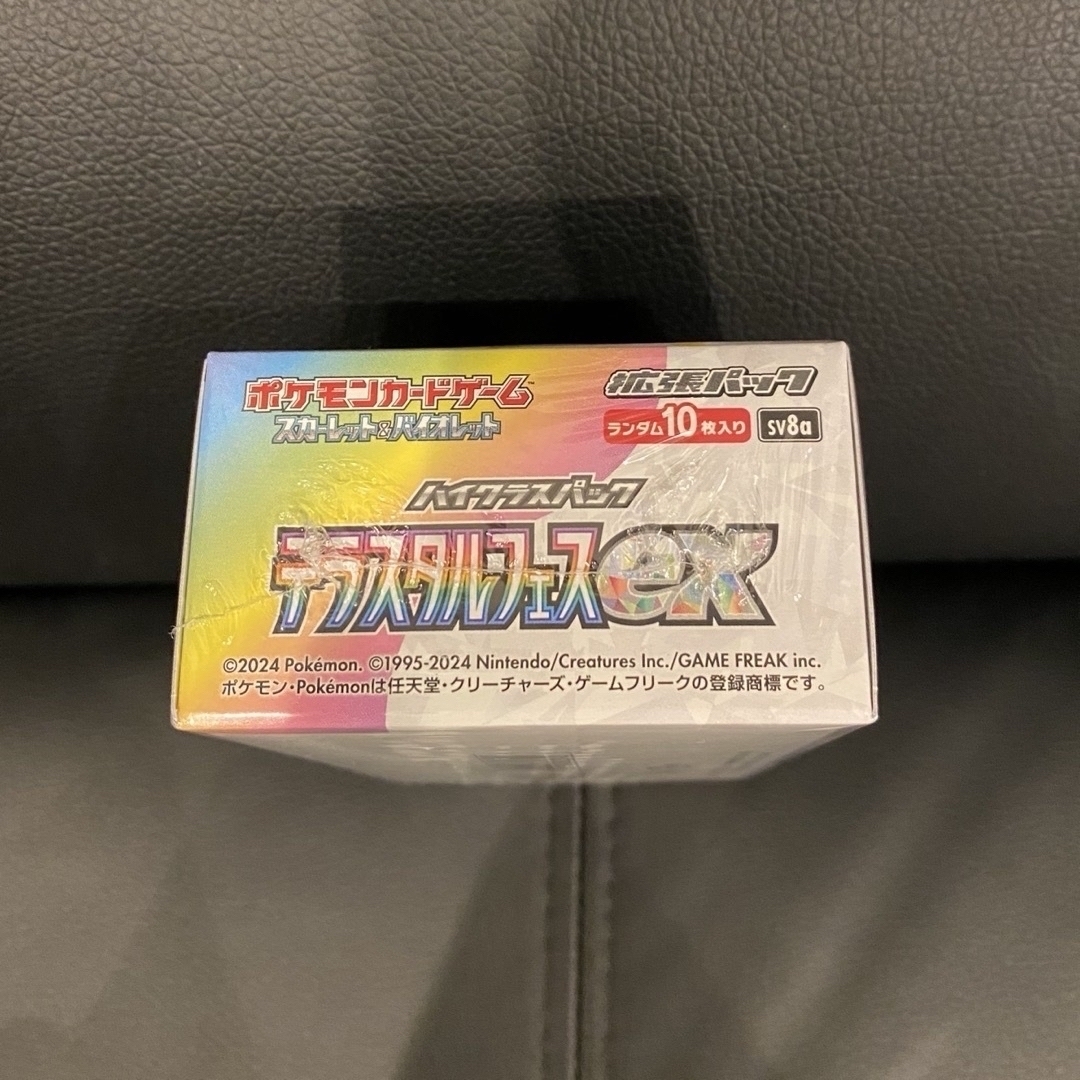 ポケモンカードゲーム™
スカーレット&バイオレット
拡張パック
ランダム10枚入り SV8a
ハイクラスパック
テラスタルフェスex
©2024 Pokémon. ©1995-2024 Nintendo/Creatures Inc./GAME FREAK inc.
ポケモン・Pokémonは任天堂・クリーチャーズ・ゲームフリークの登録商標です。